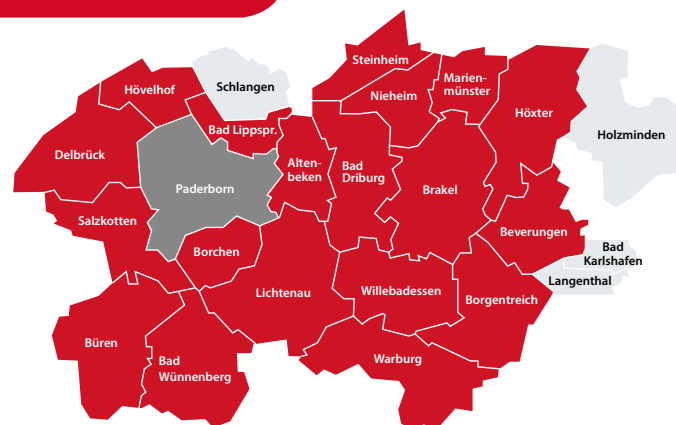 Steinheim
Schlangen
Hövelhof
Nieheim
Marien-
münster
Höxter
Bad Lippspr.
Holzminden
Delbrück
Alten-
beken
Bad
Driburg
Paderborn
Brakel
Salzkotten
Borchen
Beverungen
Bad
Karlshafen
Langenthal
Lichtenau
Willebadessen
Borgentreich
Büren
Bad
Wünnenberg
Warburg